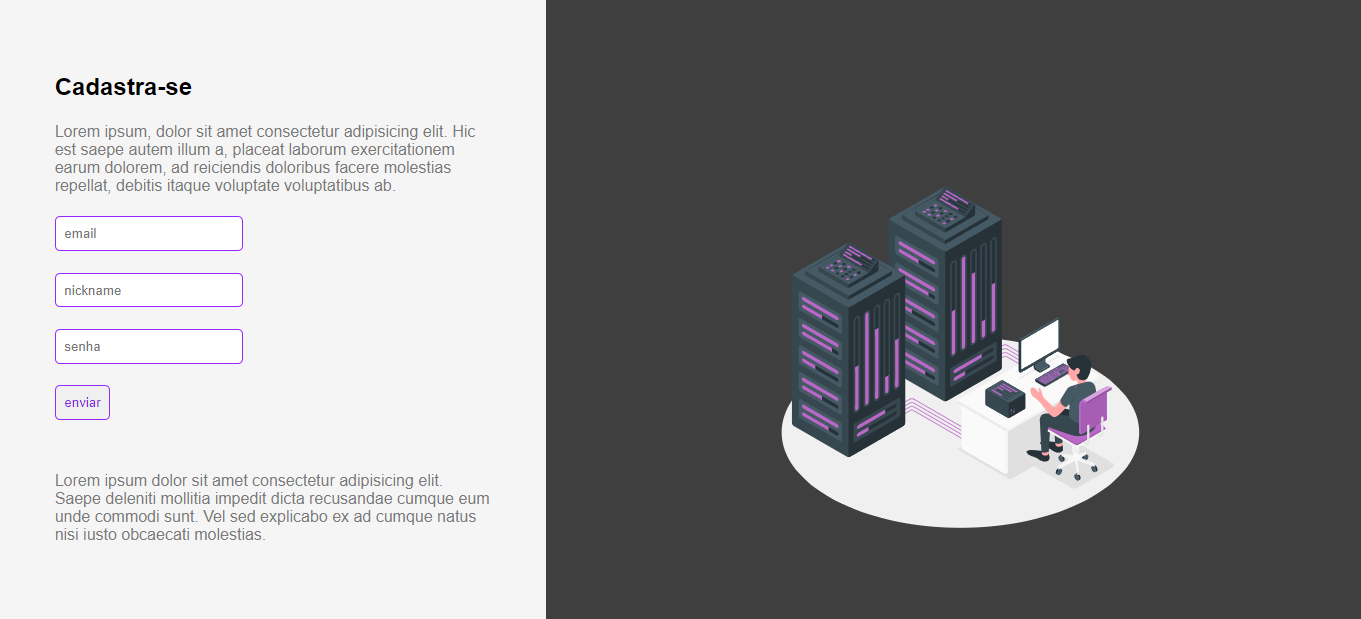 Cadastra-se
Lorem ipsum, dolor sit amet consectetur adipisicing elit. Hic
est saepe autem illum a, placeat laborum exercitationem
earum dolorem, ad reiciendis doloribus facere molestias
repellat, debitis itaque voluptate voluptatibus ab.
email
nickname
senha
enviar
Lorem ipsum dolor sit amet consectetur adipisicing elit.
Saepe deleniti mollitia impedit dicta recusandae cumque eum
unde commodi sunt. Vel sed explicabo ex ad cumque natus
nisi iusto obcaecati molestias.